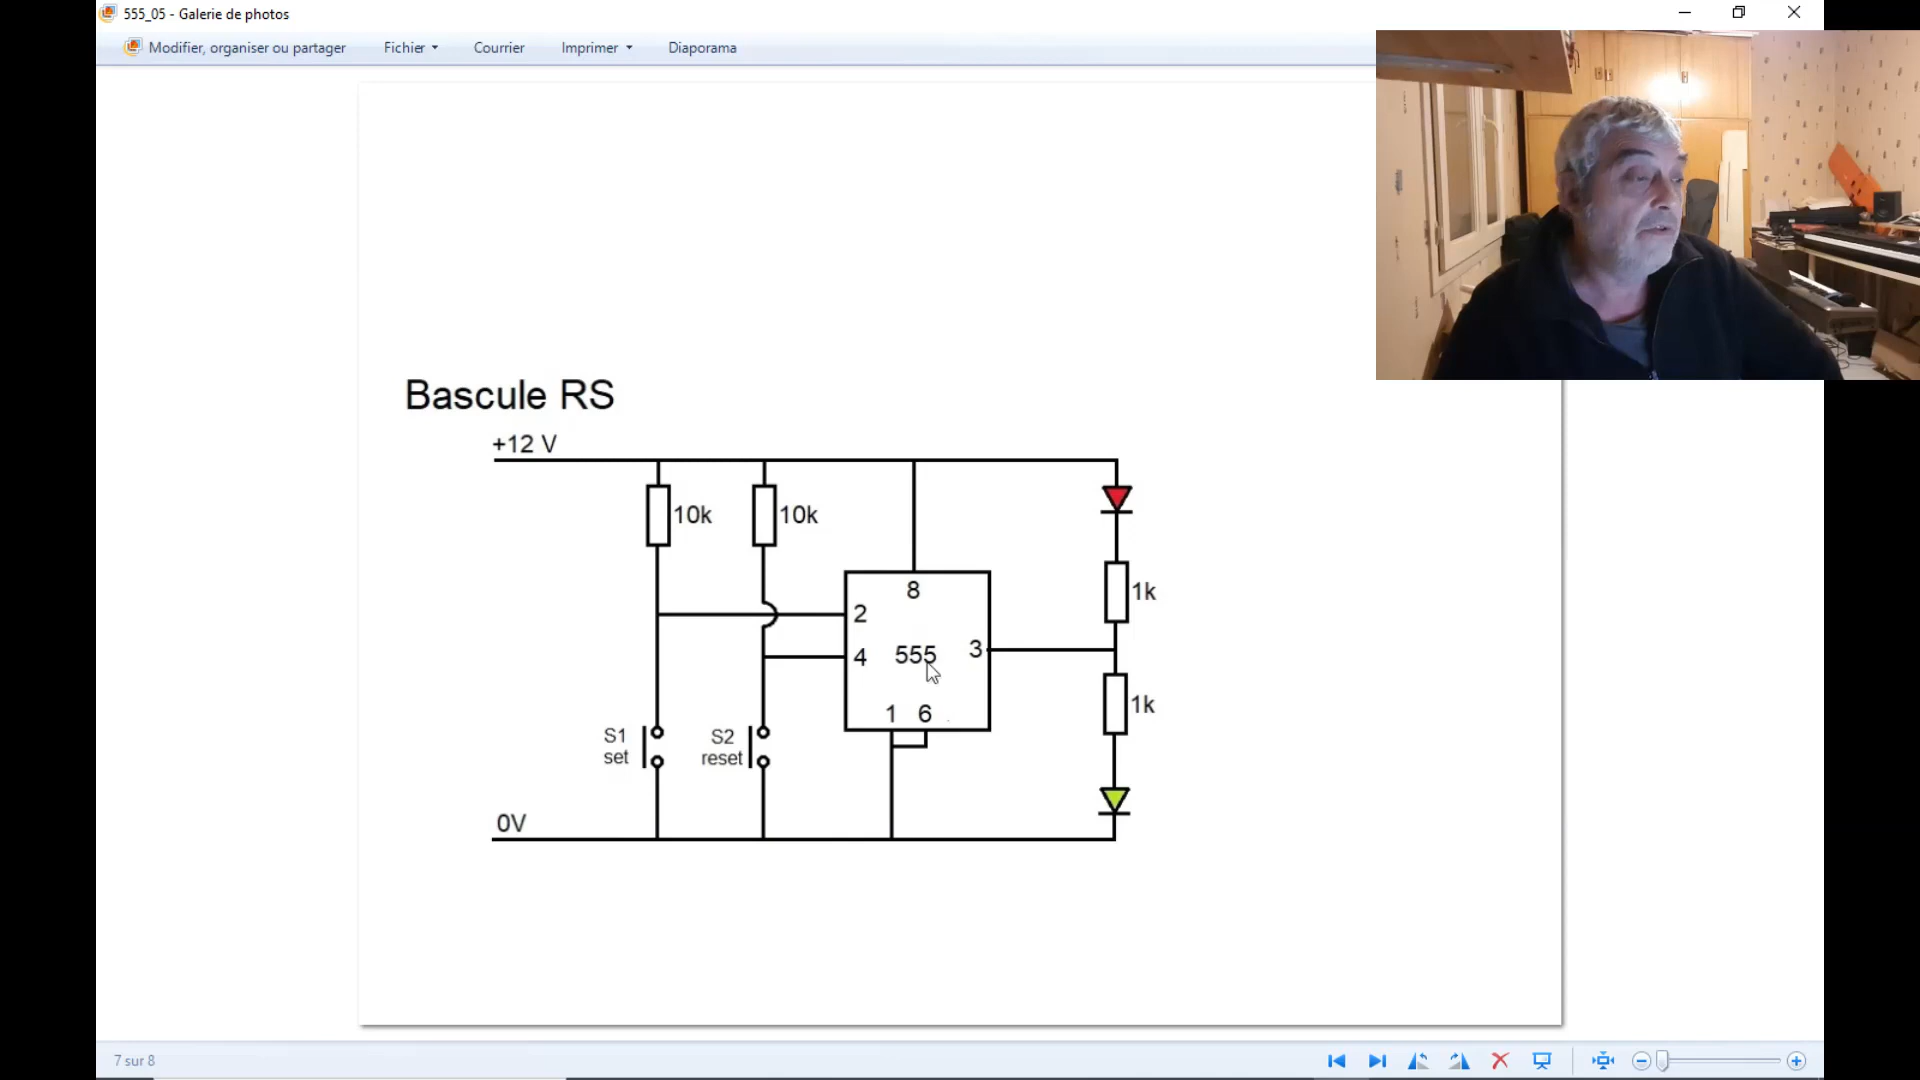 555_05 - Galerie de photos
Modifier, organiser ou partager Fichier Courrier Imprimer Diaporama
Bascule RS
+12 V
10k 10k
8
1k
2
4 555 3
1 6
1k
S1 set
S2 reset
0V
7 sur 8